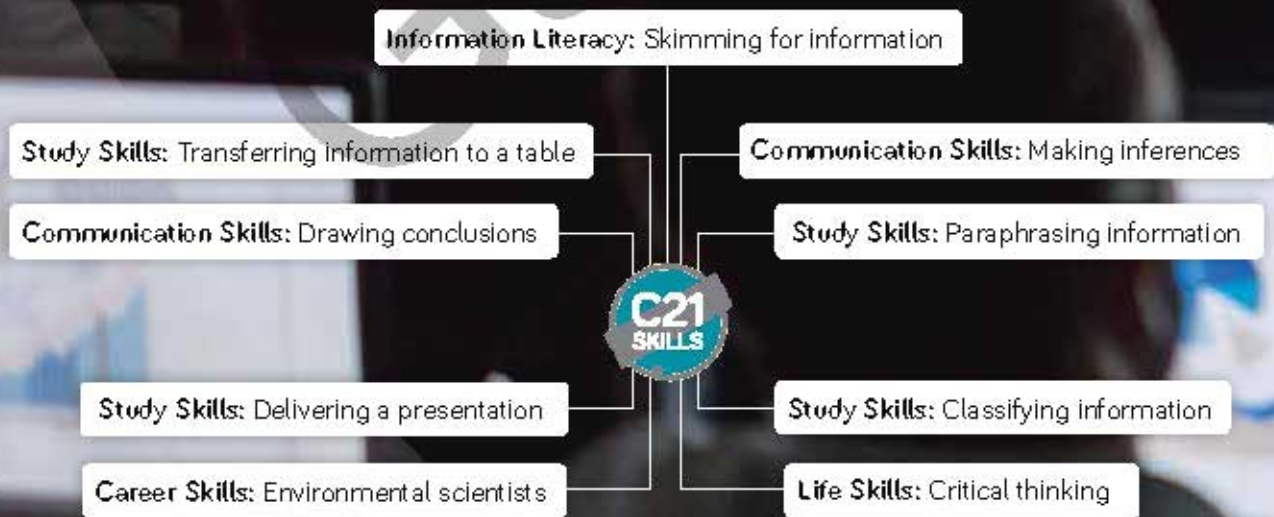 Information Literacy: Skimming for information
Study Skills: Transferring information to a table
Communication Skills: Making inferences
Communication Skills: Drawing conclusions
Study Skills: Paraphrasing information
C21
SKILLS
Study Skills: Delivering a presentation
Study Skills: Classifying information
Career Skills: Environmental scientists
Life Skills: Critical thinking